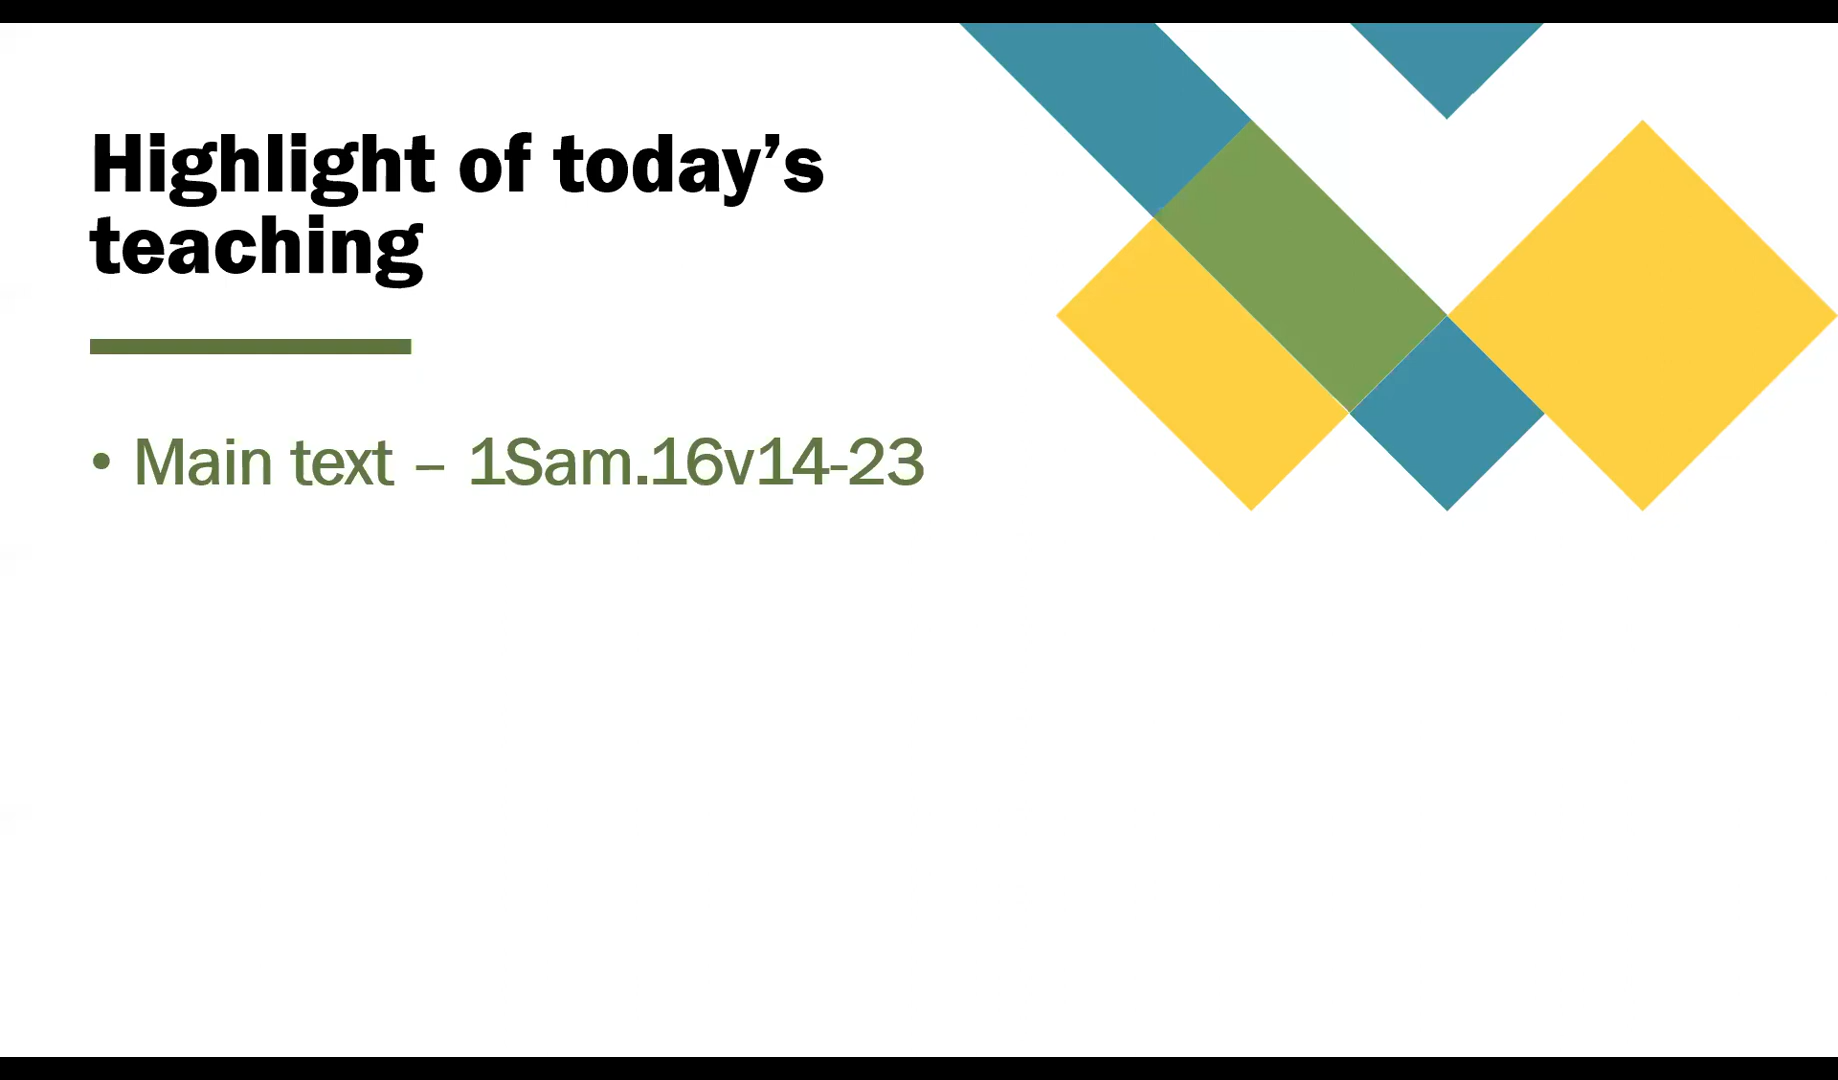 Highlight of today’s
teaching
• Main text – 1Sam.16v14-23